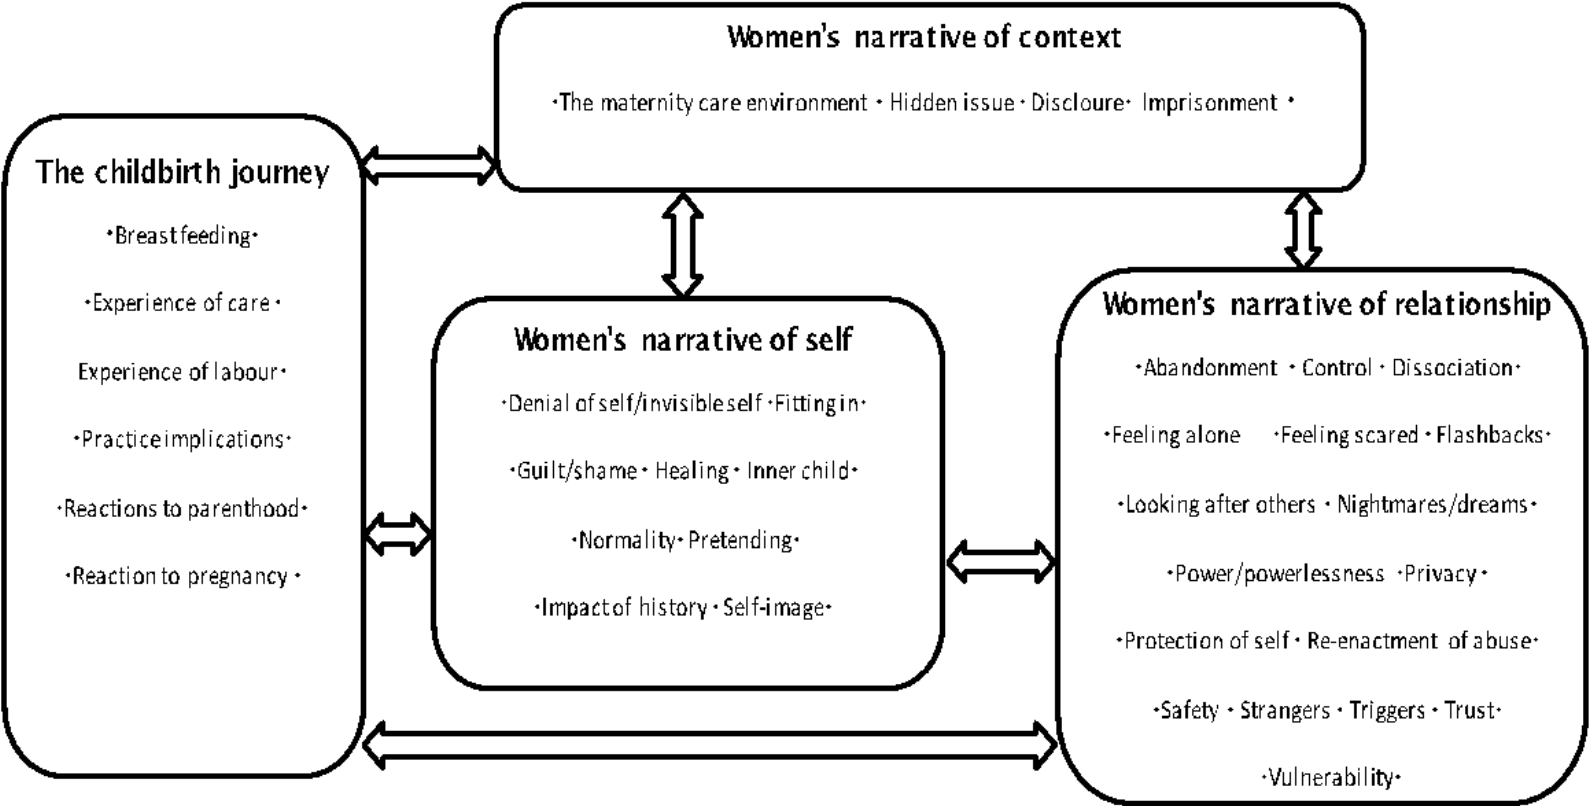 Women's narrative of context
·The maternity care environment · Hidden issue · Discloure· Imprisonment ·
The childbirth journey
·Breastfeeding·
·Experience of care ·
Experience of labour·
·Practice implications·
·Reactions to parenthood·
·Reaction to pregnancy ·
Women's narrative of self
·Denial of self/invisible self ·Fitting in·
·Guilt/shame · Healing · Inner child·
·Normality· Pretending·
·Impact of history · Self-image·
Women's narrative of relationship
·Abandonment · Control · Dissociation·
·Feeling alone ·Feeling scared · Flashbacks·
·Looking after others · Nightmares/dreams·
·Power/powerlessness ·Privacy·
·Protection of self · Re-enactment of abuse·
·Safety · Strangers · Triggers · Trust·
·Vulnerability·